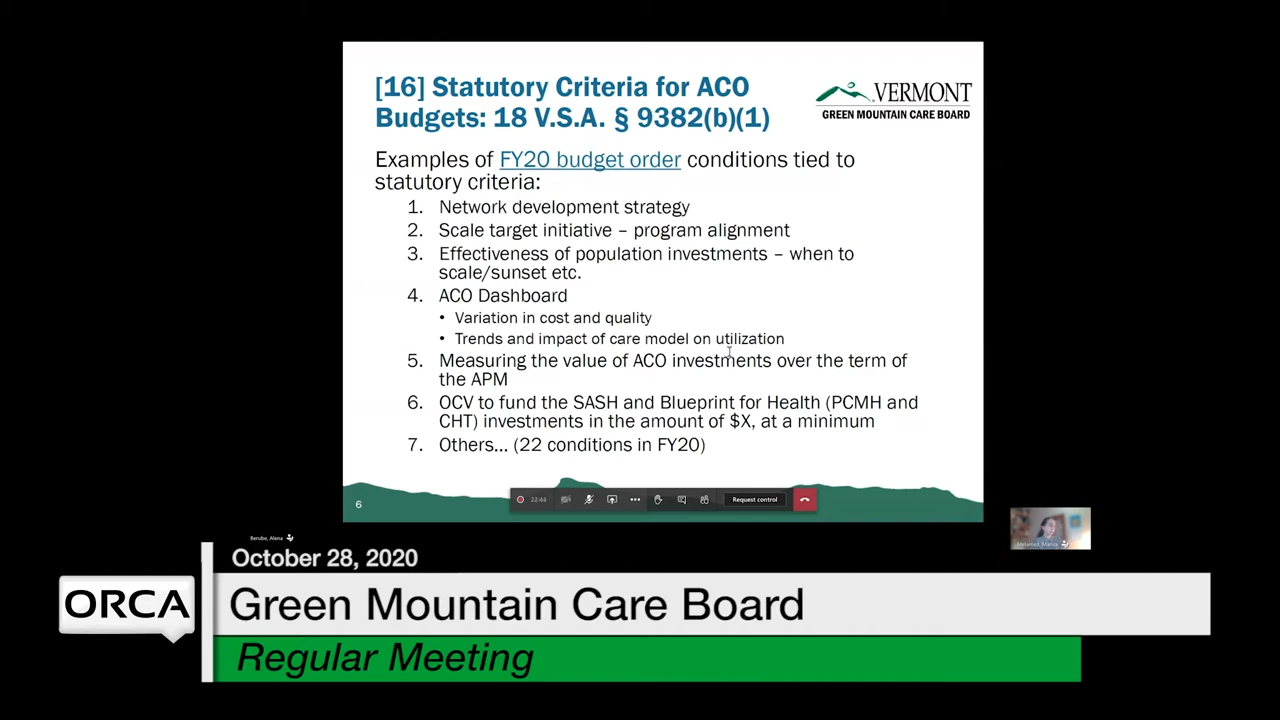 [16] Statutory Criteria for ACO
Budgets: 18 V.S.A. § 9382(b)(1)
VERMONT
GREEN MOUNTAIN CARE BOARD
Examples of FY20 budget order conditions tied to
statutory criteria:
1. Network development strategy
2. Scale target initiative – program alignment
3. Effectiveness of population investments – when to
scale/sunset etc.
4. ACO Dashboard
• Variation in cost and quality
• Trends and impact of care model on utilization
5. Measuring the value of ACO investments over the term of
the APM
6. OCV to fund the SASH and Blueprint for Health (PCMH and
CHT) investments in the amount of $X, at a minimum
7. Others... (22 conditions in FY20)
6
22:44
Request control
Berube, Alena
October 28, 2020
ORCA
Green Mountain Care Board
Regular Meeting